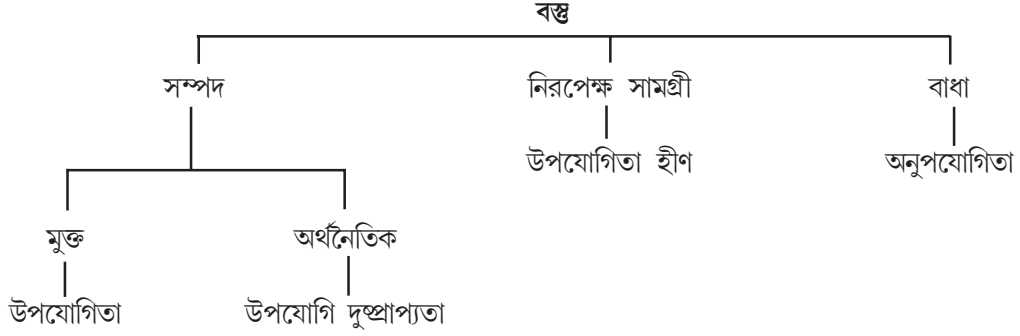 বস্তু
সম্পদ নিরপেক্ষ সামগ্রী বাধা
উপযোগিতা হীণ অনুপযোগিতা
মুক্ত অর্থনৈতিক
উপযোগিতা উপযোগি দুষ্প্রাপ্যতা